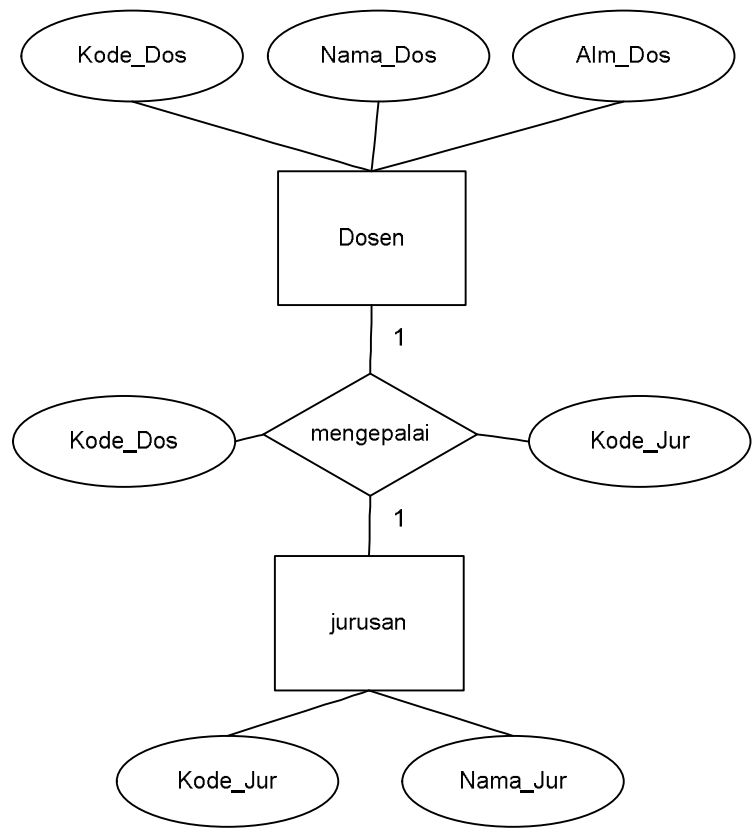 Kode_Dos
Nama_Dos
Alm_Dos
Dosen
1
Kode_Dos
mengepalai
Kode_Jur
1
jurusan
Kode_Jur
Nama_Jur